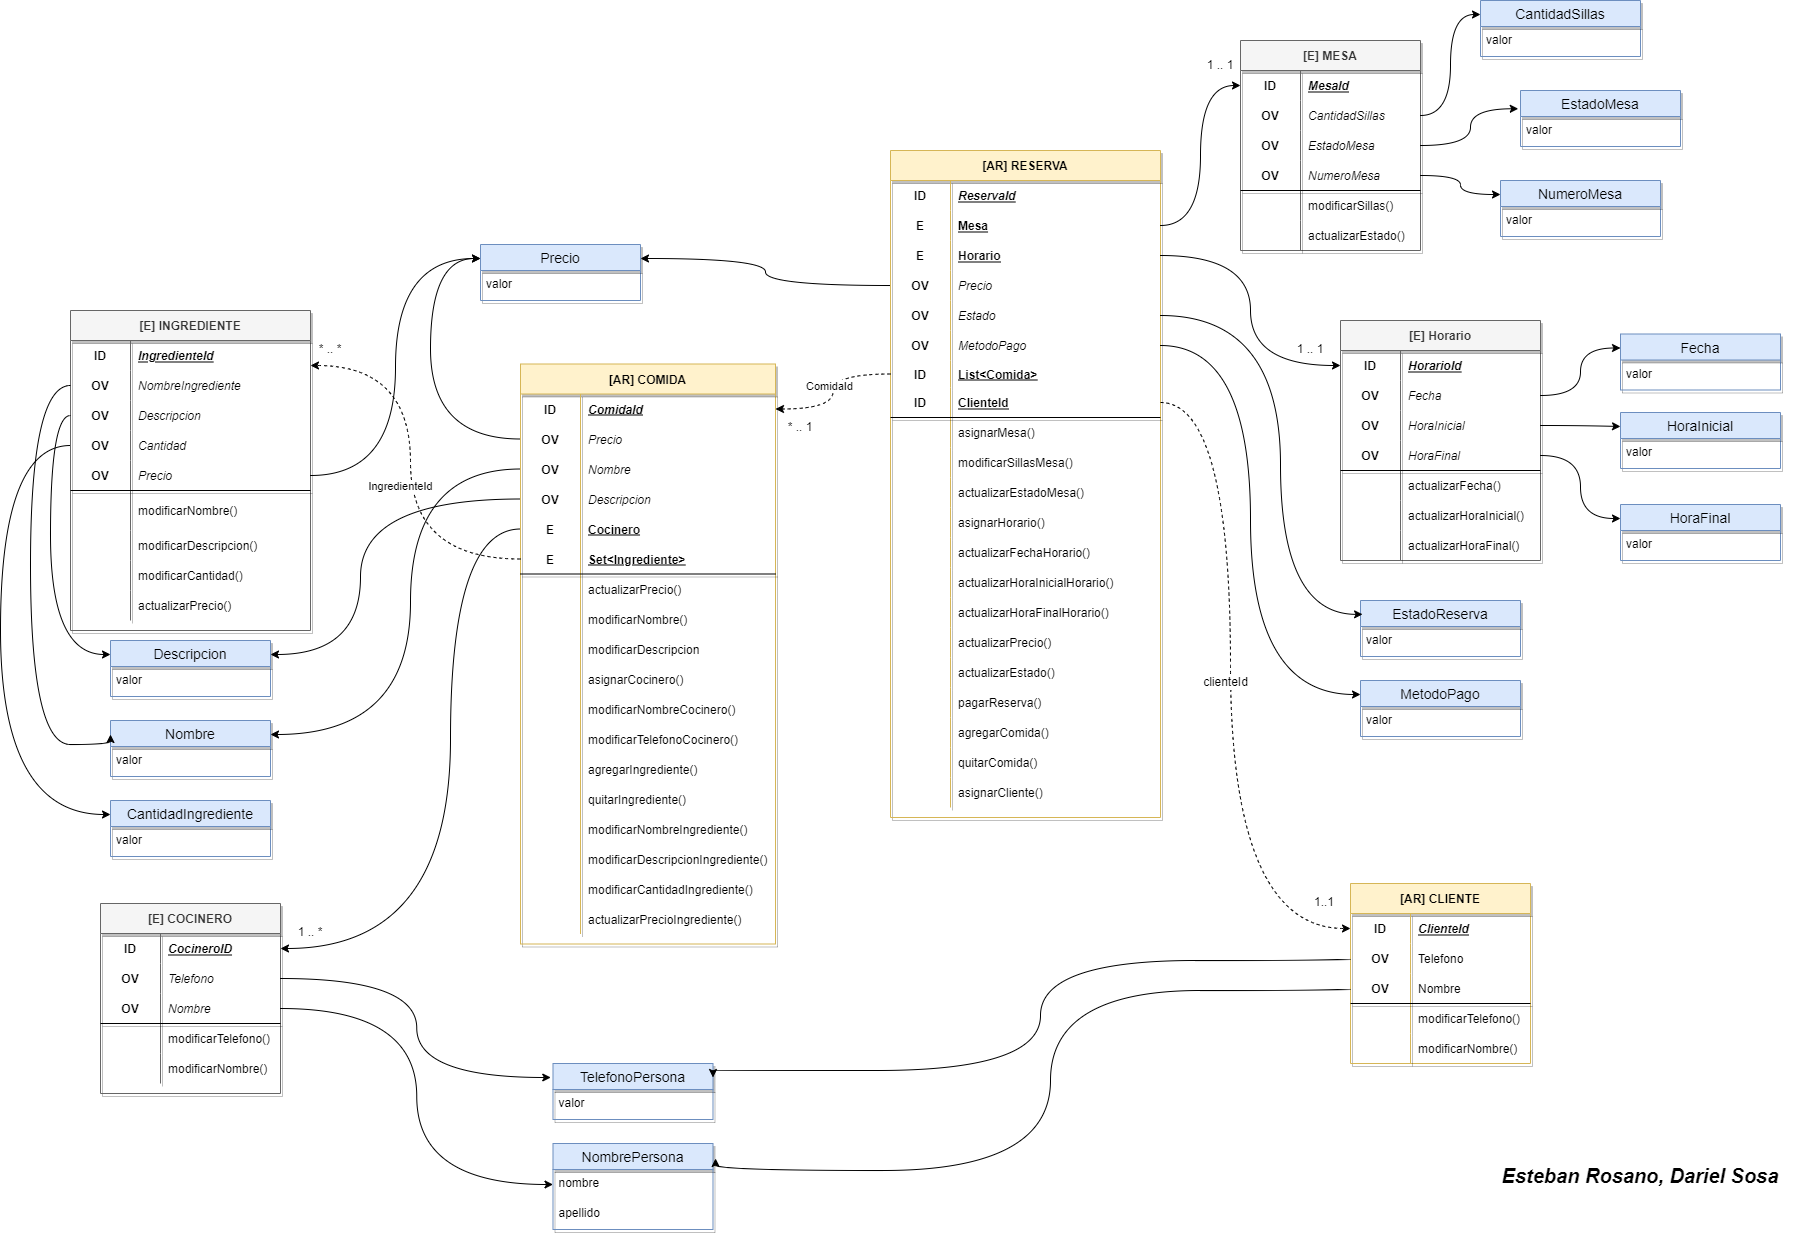 CantidadSillas
valor
[E] MESA
1 .. 1
ID MesaId
OV CantidadSillas
OV EstadoMesa
OV NumeroMesa
modificarSillas()
actualizarEstado()
EstadoMesa
valor
NumeroMesa
valor
[AR] RESERVA
ID ReservaId
E Mesa
E Horario
OV Precio
OV Estado
OV MetodoPago
ID List<Comida>
ID ClienteId
asignarMesa()
modificarSillasMesa()
actualizarEstadoMesa()
asignarHorario()
actualizarFechaHorario()
actualizarHoraInicialHorario()
actualizarHoraFinalHorario()
actualizarPrecio()
actualizarEstado()
pagarReserva()
agregarComida()
quitarComida()
asignarCliente()
Precio
valor
[E] INGREDIENTE
* .. *
ID IngredienteId
OV NombreIngrediente
OV Descripcion
OV Cantidad
OV Precio
modificarNombre()
modificarDescripcion()
modificarCantidad()
actualizarPrecio()
IngredienteId
[AR] COMIDA
ComidaId
* .. 1
ID ComidaId
OV Precio
OV Nombre
OV Descripcion
E Cocinero
E Set<Ingrediente>
actualizarPrecio()
modificarNombre()
modificarDescripcion
asignarCocinero()
modificarNombreCocinero()
modificarTelefonoCocinero()
agregarIngrediente()
quitarIngrediente()
modificarNombreIngrediente()
modificarDescripcionIngrediente()
modificarCantidadIngrediente()
actualizarPrecioIngrediente()
[E] Horario
1 .. 1
ID HorarioId
OV Fecha
OV HoraInicial
OV HoraFinal
actualizarFecha()
actualizarHoraInicial()
actualizarHoraFinal()
Fecha
valor
HoraInicial
valor
HoraFinal
valor
EstadoReserva
valor
MetodoPago
valor
clienteId
Descripcion
valor
Nombre
valor
CantidadIngrediente
valor
[E] COCINERO
1 .. *
ID CocineroID
OV Telefono
OV Nombre
modificarTelefono()
modificarNombre()
[AR] CLIENTE
1..1
ID ClienteId
OV Telefono
OV Nombre
modificarTelefono()
modificarNombre()
TelefonoPersona
valor
NombrePersona
nombre
apellido
Esteban Rosano, Dariel Sosa